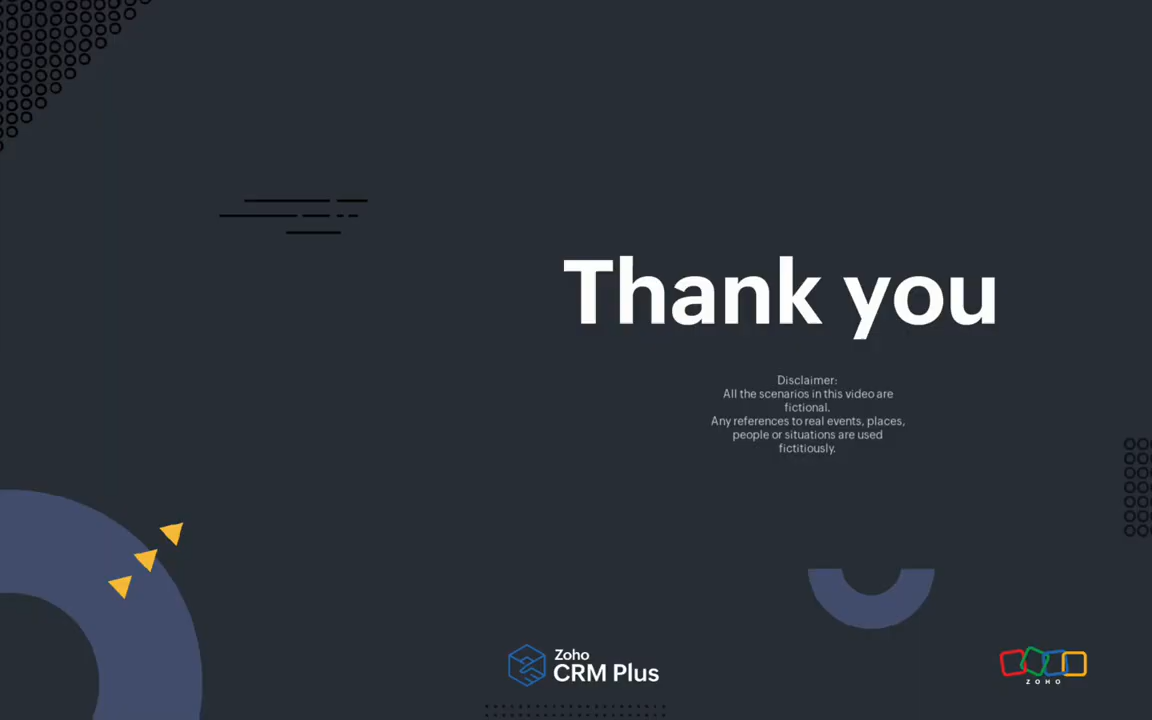 Thank you
Disclaimer:
All the scenarios in this video are
fictional.
Any references to real events, places,
people or situations are used
fictitiously.
Zoho
CRM Plus
ZOHO